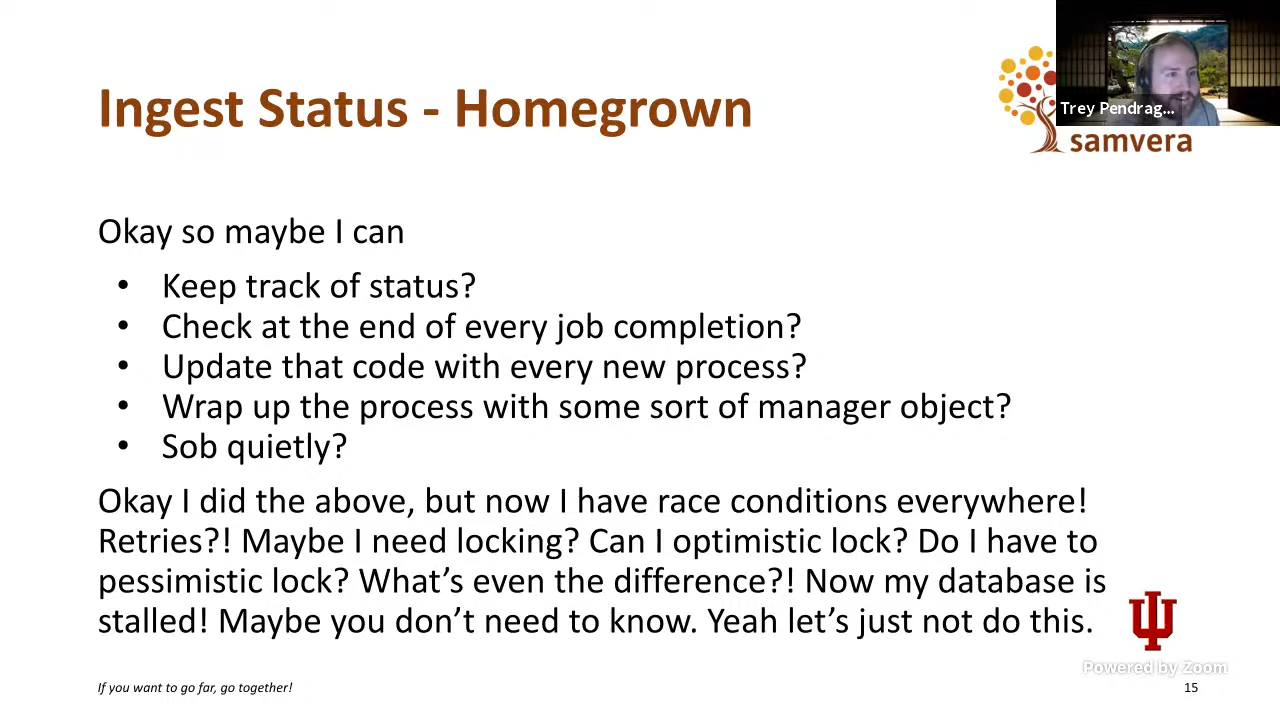 Ingest Status - Homegrown
Trey Pendrag...
samvera
Okay so maybe I can
• Keep track of status?
• Check at the end of every job completion?
• Update that code with every new process?
• Wrap up the process with some sort of manager object?
• Sob quietly?
Okay I did the above, but now I have race conditions everywhere!
Retries?! Maybe I need locking? Can I optimistic lock? Do I have to
pessimistic lock? What’s even the difference?! Now my database is
stalled! Maybe you don’t need to know. Yeah let’s just not do this.
Powered by Zoom
If you want to go far, go together!
15